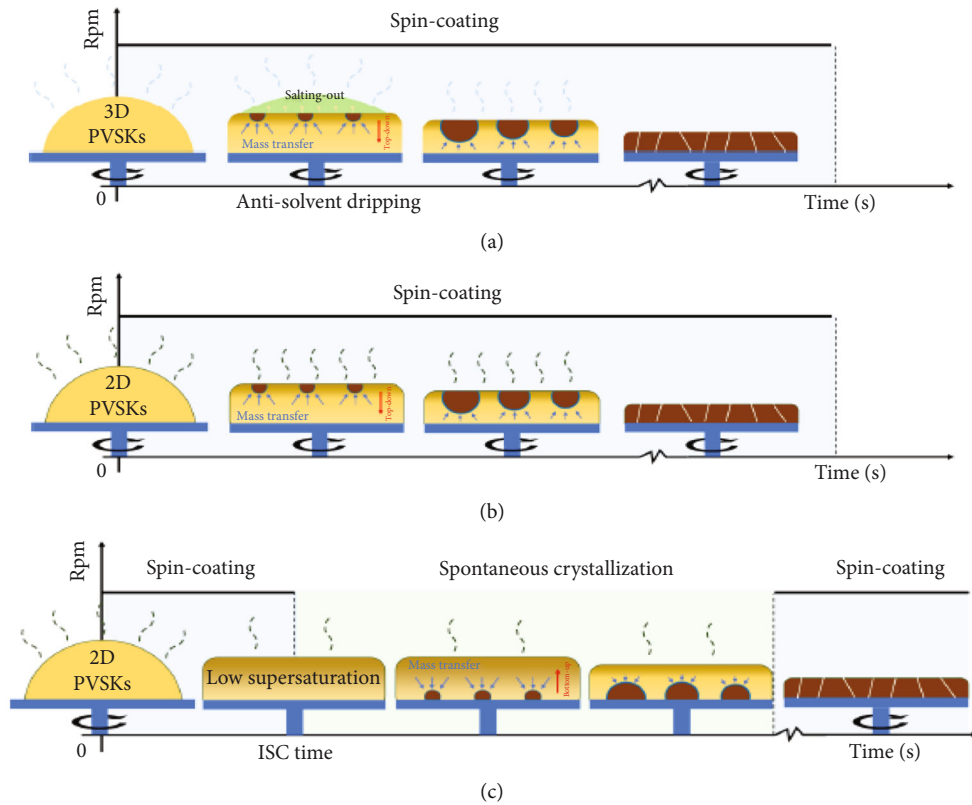 Rpm
Spin-coating
3D
PVSKs
Salting-out
Mass transfer
Top-down
0
Anti-solvent dripping
Time (s)
(a)
Rpm
Spin-coating
2D
PVSKs
Mass transfer
Top-down
0
Time (s)
(b)
Rpm
Spin-coating
Spontaneous crystallization
Spin-coating
2D
PVSKs
Low supersaturation
Mass transfer
Bottom-up
0
ISC time
Time (s)
(c)